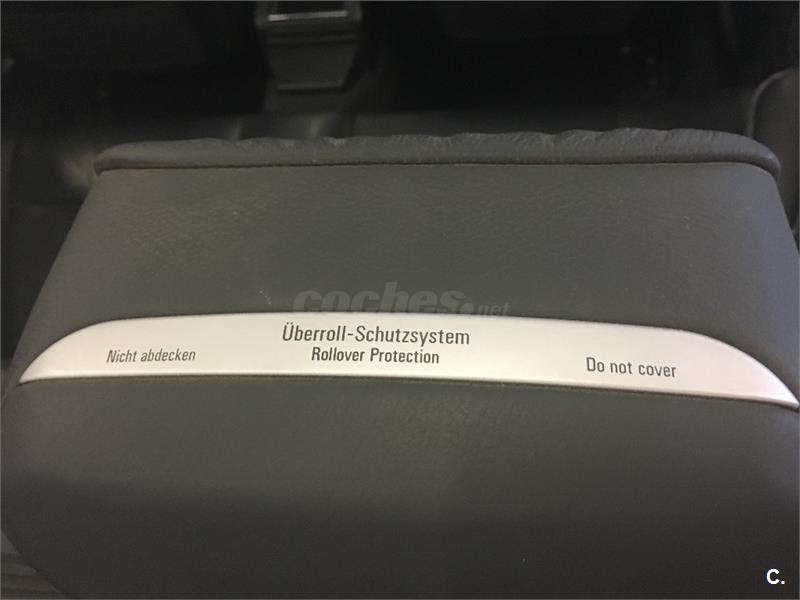 coches.net
Überroll-Schutzsystem
Nicht abdecken Rollover Protection Do not cover
C.